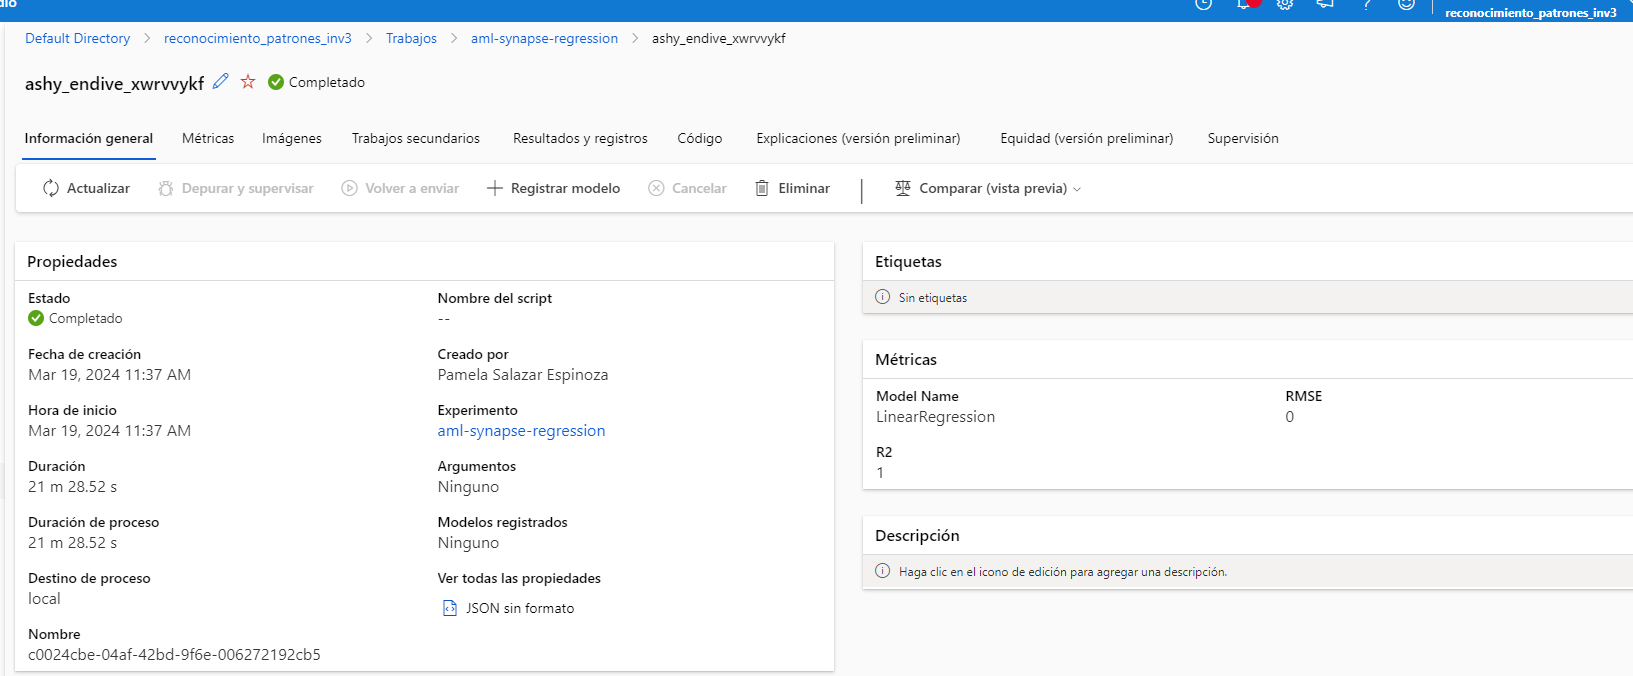 reconocimiento_patrones_inv3
Default Directory > reconocimiento_patrones_inv3 > Trabajos > aml-synapse-regression > ashy_endive_xwrvvykf
ashy_endive_xwrvvykf Completado
Información general Métricas Imágenes Trabajos secundarios Resultados y registros Código Explicaciones (versión preliminar) Equidad (versión preliminar) Supervisión
Actualizar Depurar y supervisar Volver a enviar Registrar modelo Cancelar Eliminar Comparar (vista previa)
Propiedades
Estado
Completado
Fecha de creación
Mar 19, 2024 11:37 AM
Hora de inicio
Mar 19, 2024 11:37 AM
Duración
21 m 28.52 s
Duración de proceso
21 m 28.52 s
Destino de proceso
local
Nombre
c0024cbe-04af-42bd-9f6e-006272192cb5
Nombre del script
--
Creado por
Pamela Salazar Espinoza
Experimento
aml-synapse-regression
Argumentos
Ninguno
Modelos registrados
Ninguno
Ver todas las propiedades
JSON sin formato
Etiquetas
Sin etiquetas
Métricas
Model Name
LinearRegression
RMSE
0
R2
1
Descripción
Haga clic en el icono de edición para agregar una descripción.